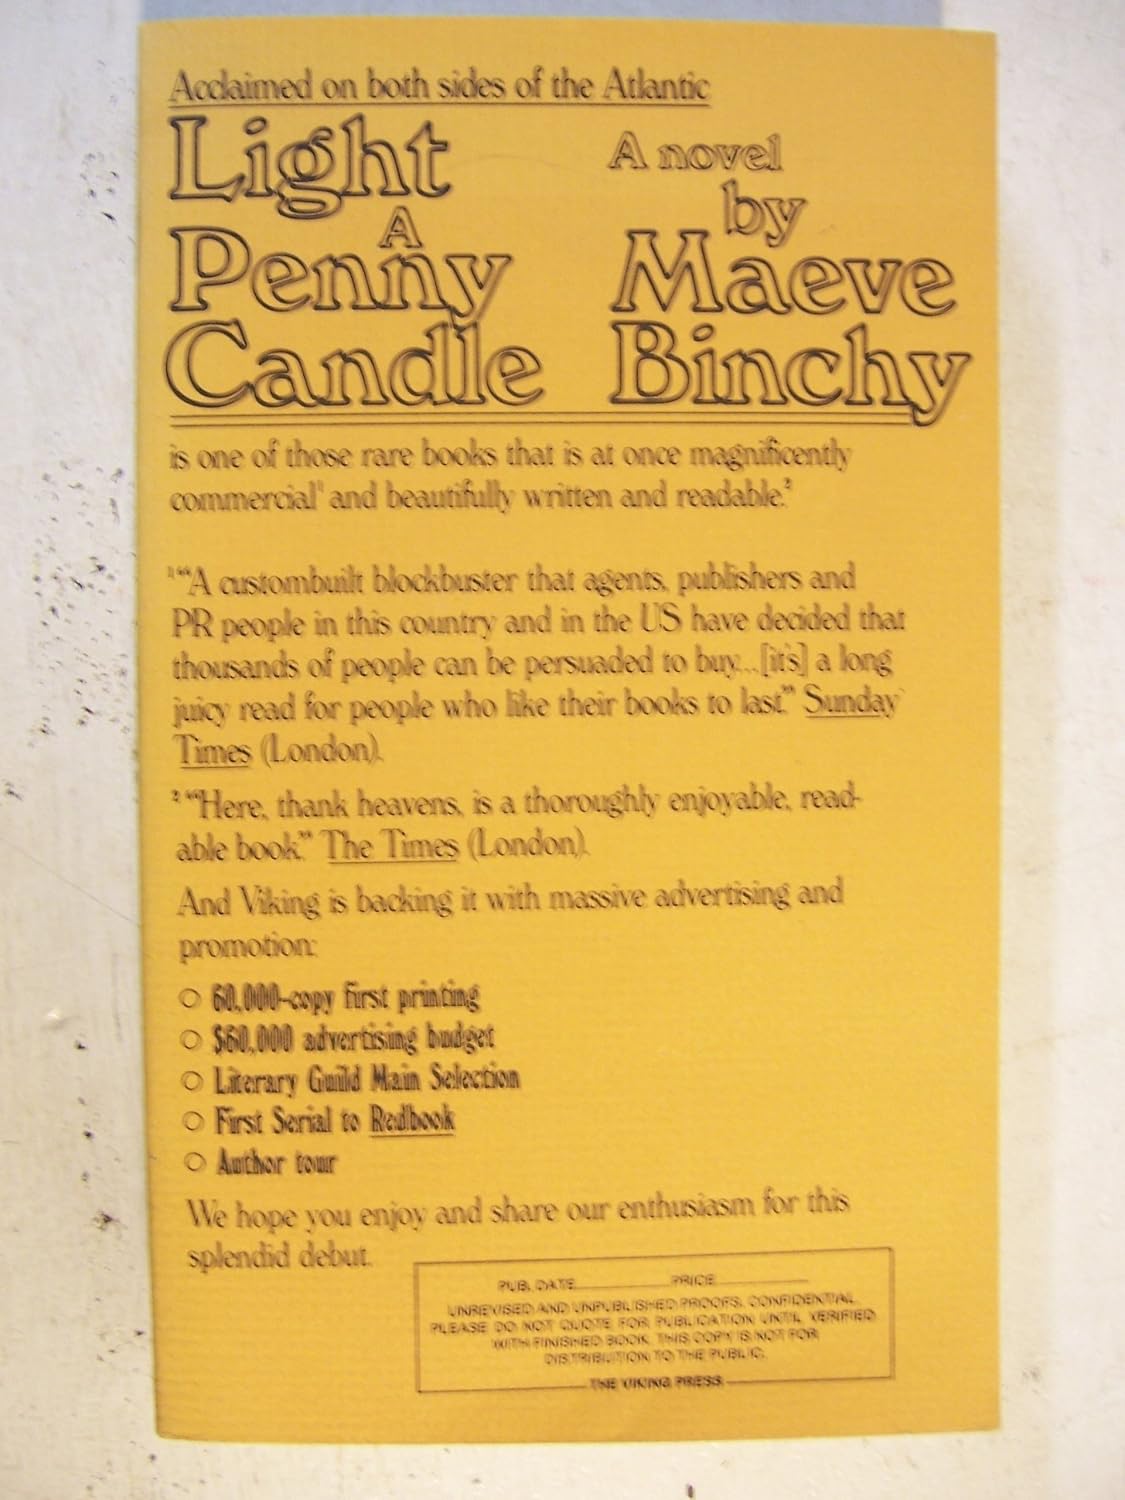 Acclaimed on both sides of the Atlantic
Light
A
Penny
Candle
A novel
by
Maeve
Binchy
is one of those rare books that is at once magnificently
commercial¹ and beautifully written and readable.²
¹ “A custombuilt blockbuster that agents, publishers and
PR people in this country and in the US have decided that
thousands of people can be persuaded to buy...[it's] a long
juicy read for people who like their books to last.” Sunday
Times (London).
² “Here, thank heavens, is a thoroughly enjoyable, read-
able book.” The Times (London).
And Viking is backing it with massive advertising and
promotion:
○ 60,000-copy first printing
○ $60,000 advertising budget
○ Literary Guild Main Selection
○ First Serial to Redbook
○ Author tour
We hope you enjoy and share our enthusiasm for this
splendid debut.
PUB. DATE__________PRICE__________
UNREVISED AND UNPUBLISHED PROOFS. CONFIDENTIAL.
PLEASE DO NOT QUOTE FOR PUBLICATION UNTIL VERIFIED
WITH FINISHED BOOK. THIS COPY IS NOT FOR
DISTRIBUTION TO THE PUBLIC.
THE VIKING PRESS